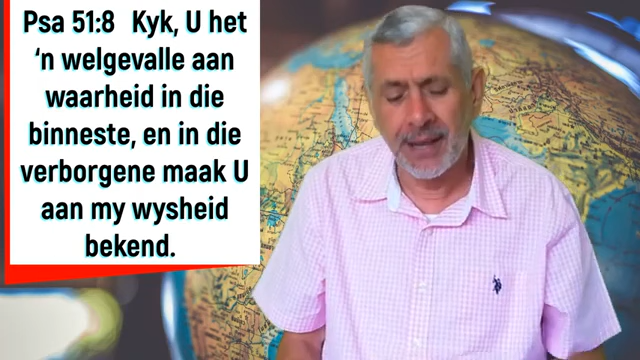 Psa 51:8 Kyk, U het
‘n welgevalle aan
waarheid in die
binneste, en in die
verborgene maak U
aan my wysheid
bekend.